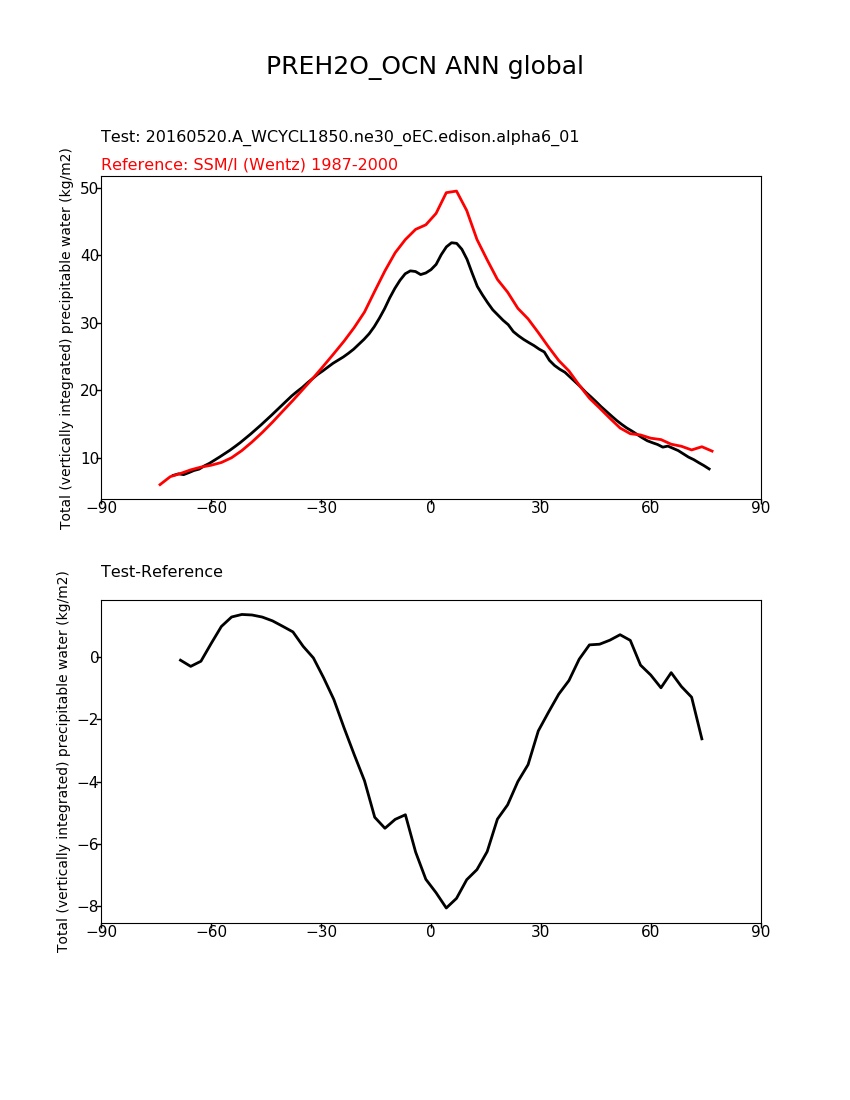 PREH2O_OCN ANN global
Test: 20160520.A_WCYCL1850.ne30_oEC.edison.alpha6_01
Reference: SSM/I (Wentz) 1987-2000
Total (vertically integrated) precipitable water (kg/m2)
50
40
30
20
10
−90 −60 −30 0 30 60 90
Test-Reference
Total (vertically integrated) precipitable water (kg/m2)
0
−2
−4
−6
−8
−90 −60 −30 0 30 60 90